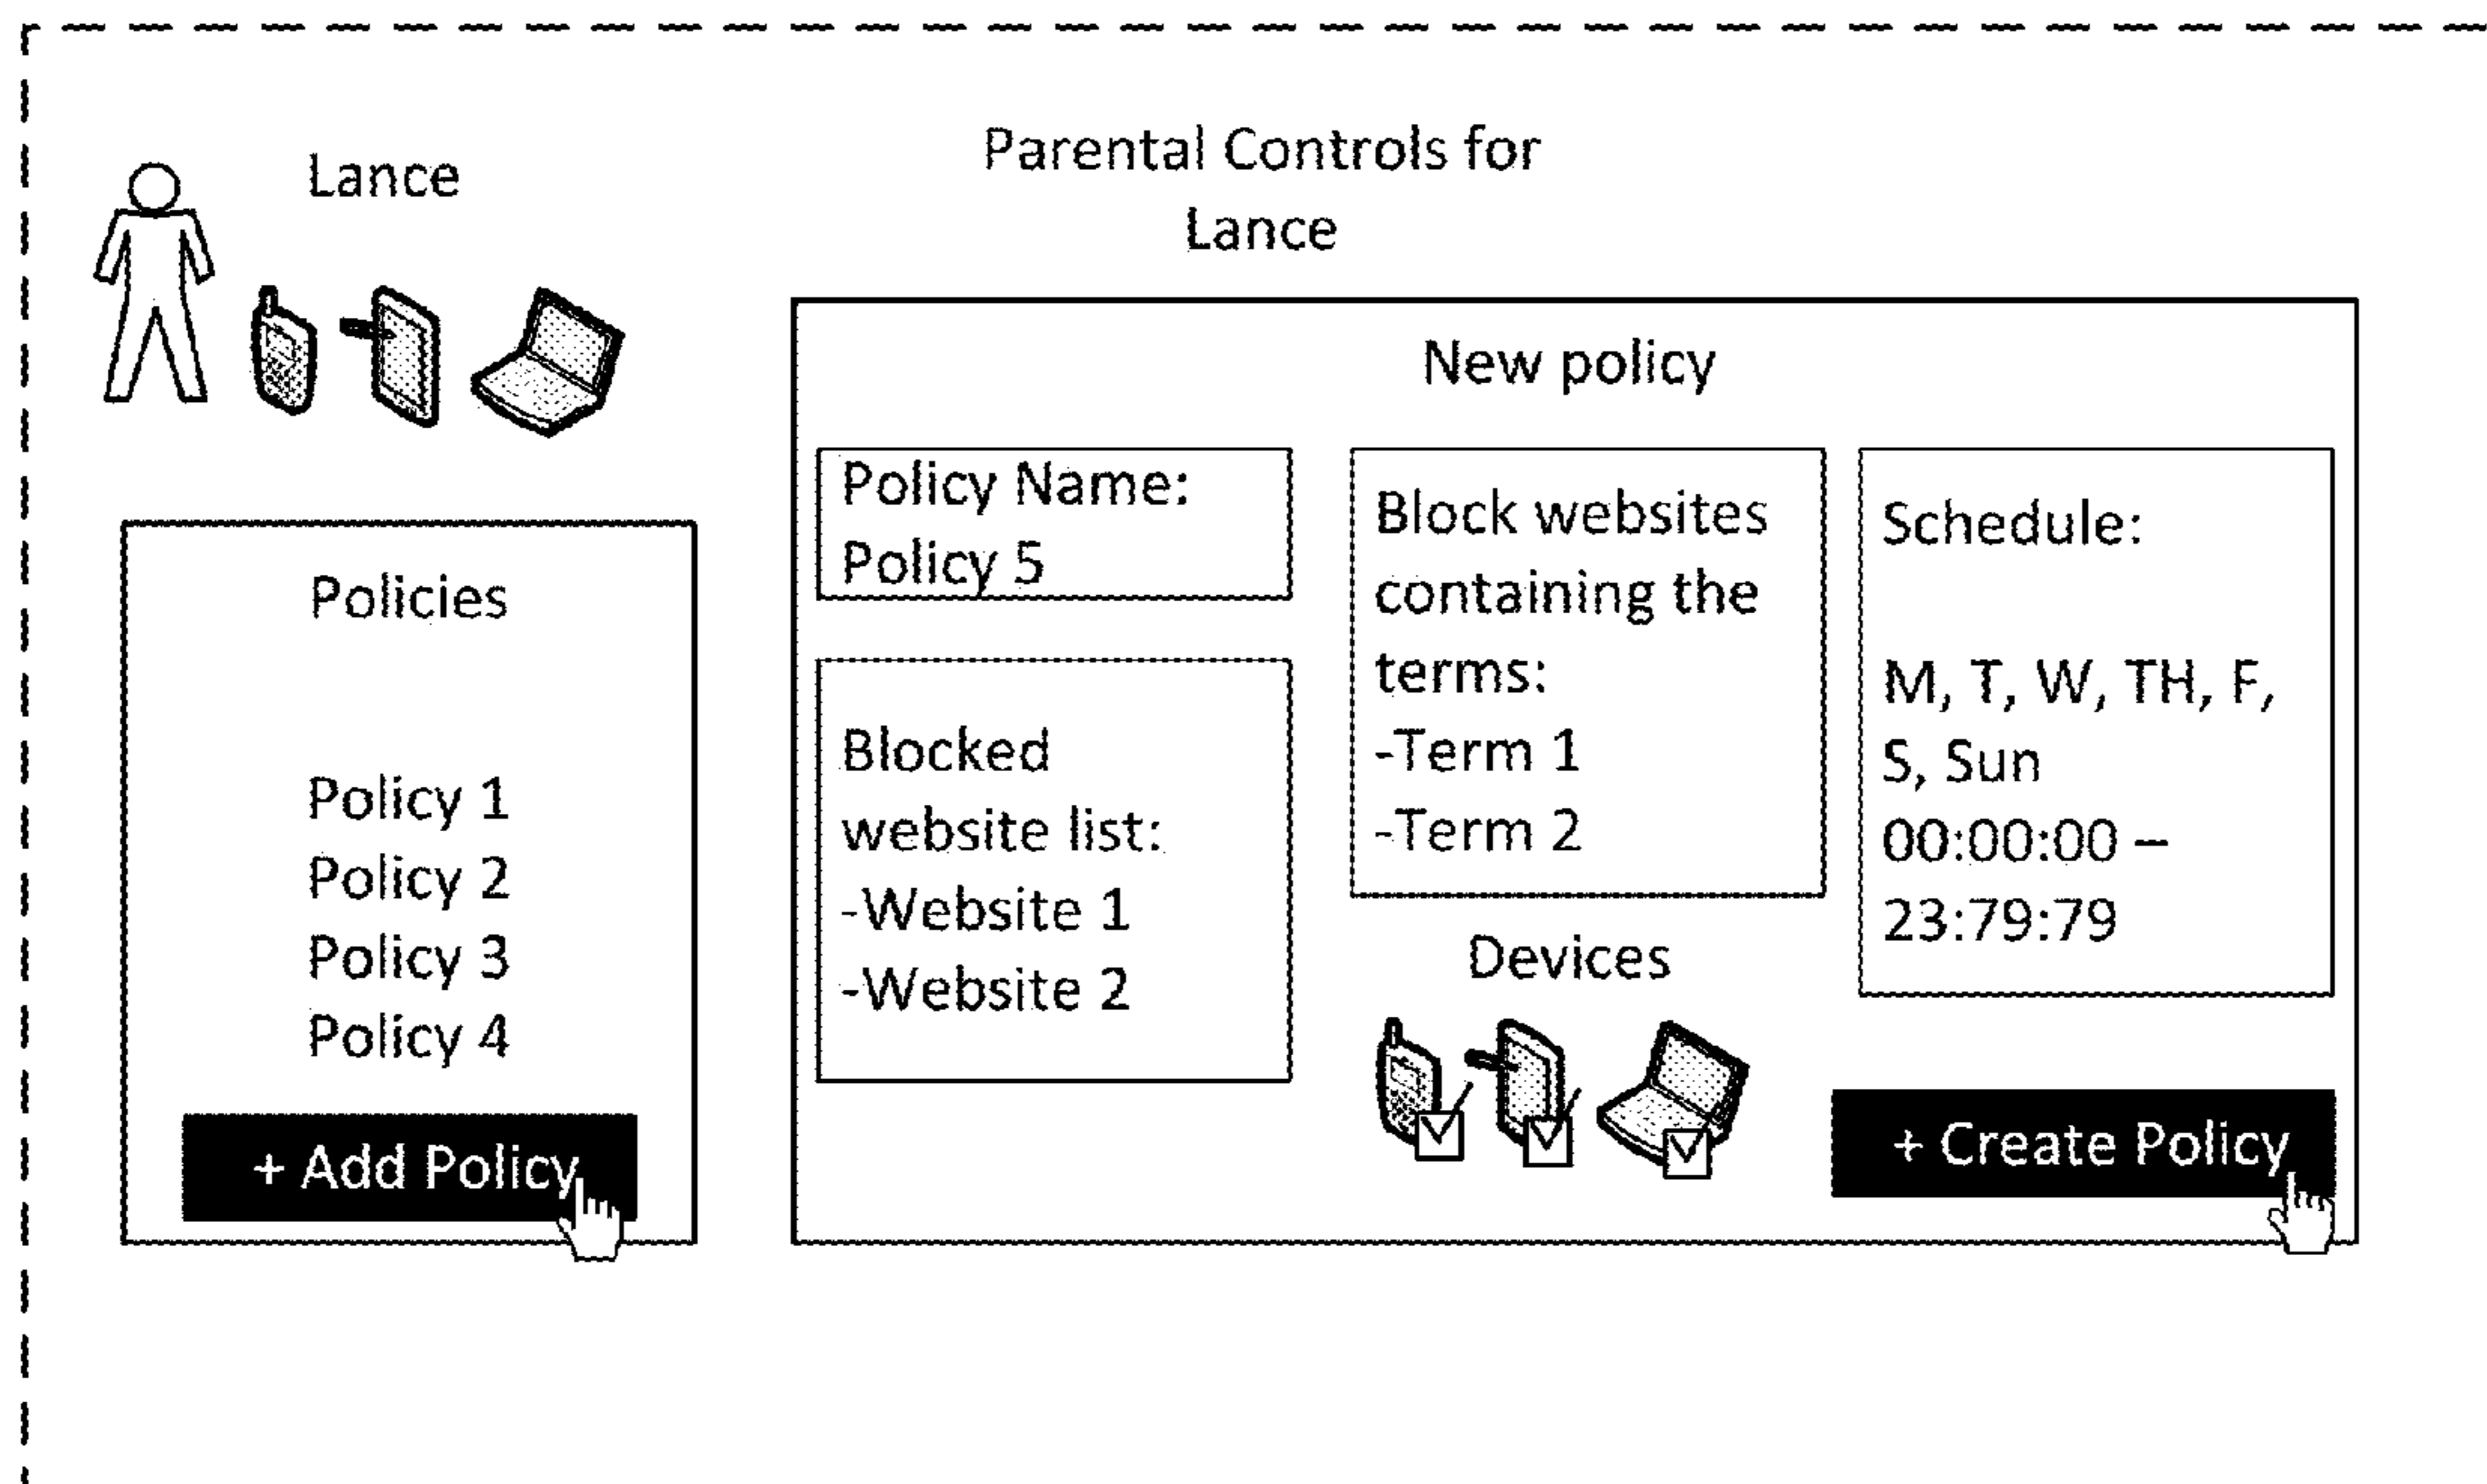 Lance
Parental Controls for
Lance
Policies
Policy 1
Policy 2
Policy 3
Policy 4
+ Add Policy
New policy
Policy Name:
Policy 5
Blocked
website list:
-Website 1
-Website 2
Block websites
containing the
terms:
-Term 1
-Term 2
Devices
Schedule:
M, T, W, TH, F,
S, Sun
00:00:00 –
23:79:79
+ Create Policy